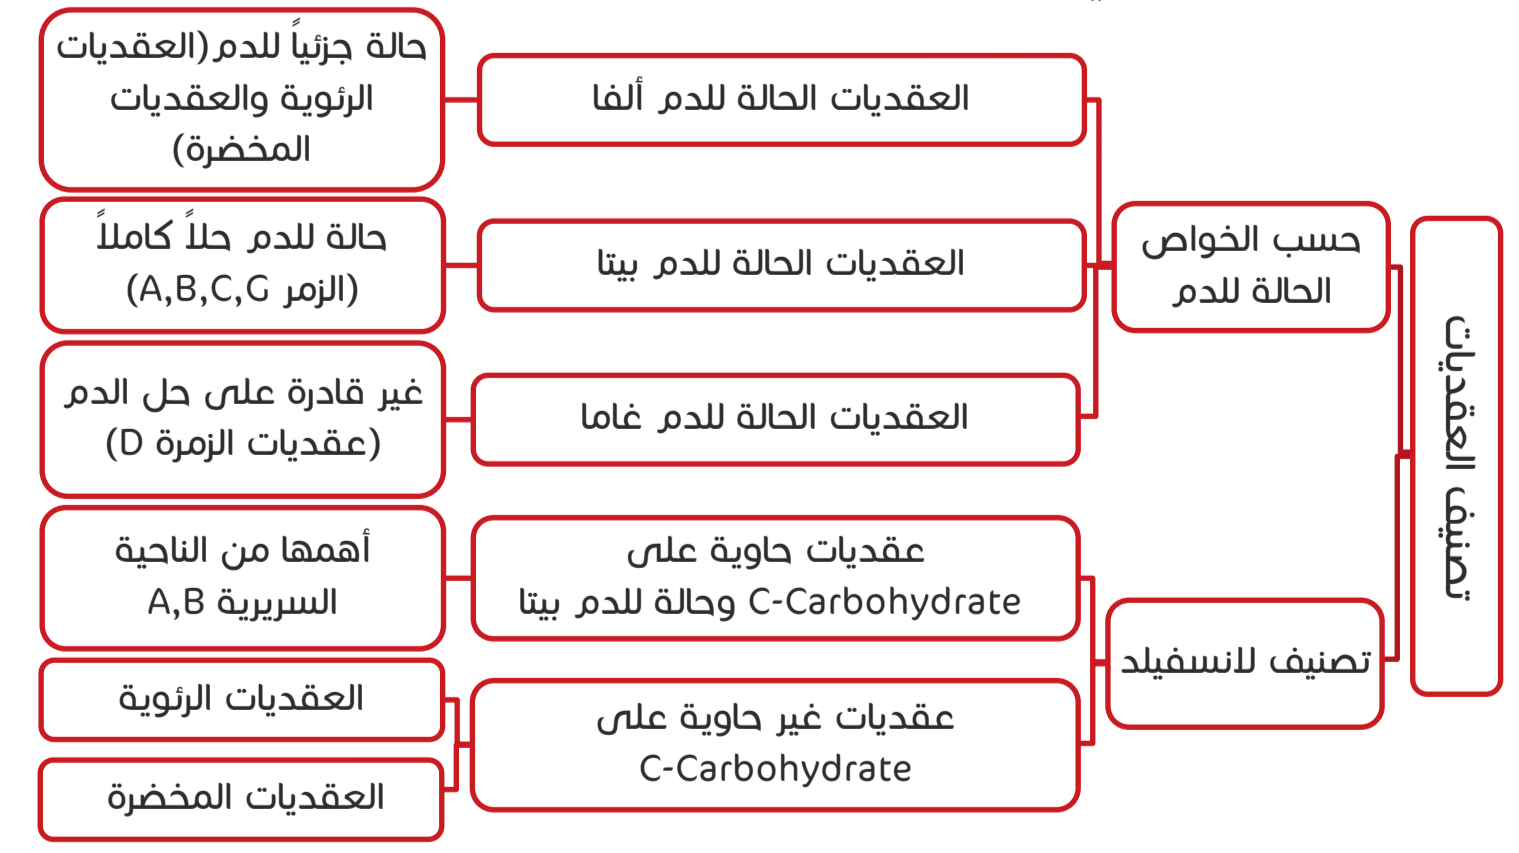 تصنيف العقديات
حسب الخواص
الحالة للدم
العقديات الحالة للدم ألفا
حالة جزئياً للدم(العقديات
الرئوية والعقديات
المخضرة)
العقديات الحالة للدم بيتا
حالة للدم حلاً كاملاً
(الزمر A,B,C,G)
العقديات الحالة للدم غاما
غير قادرة على حل الدم
(عقديات الزمرة D)
تصنيف لانسفيلد
عقديات حاوية على
C-Carbohydrate وحالة للدم بيتا
أهمها من الناحية
السريرية A,B
عقديات غير حاوية على
C-Carbohydrate
العقديات الرئوية
العقديات المخضرة